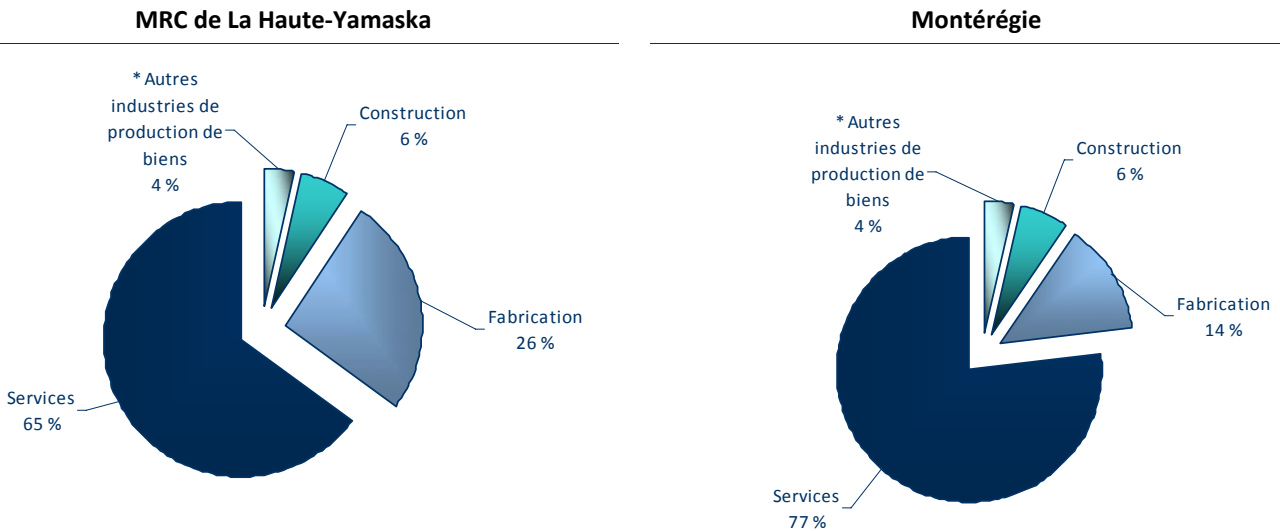 MRC de La Haute-Yamaska
* Autres
industries de
production de
biens
4 %
Construction
6 %
Fabrication
26 %
Services
65 %
Montérégie
* Autres
industries de
production de
biens
4 %
Construction
6 %
Fabrication
14 %
Services
77 %